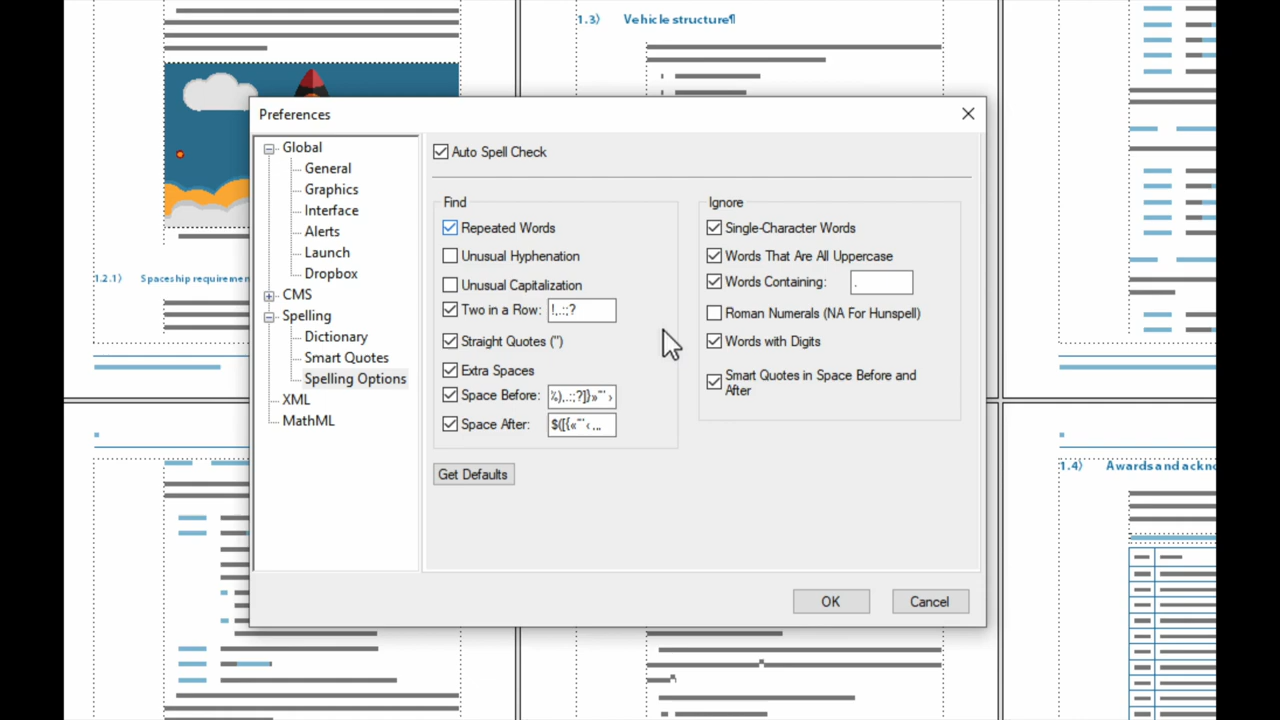 1.3) Vehicle structure¶
Preferences
Global
General
Graphics
Interface
Alerts
Launch
Dropbox
CMS
Spelling
Dictionary
Smart Quotes
Spelling Options
XML
MathML
Auto Spell Check
Find
Repeated Words
Unusual Hyphenation
Unusual Capitalization
Two in a Row: !,.:;?
Straight Quotes (")
Extra Spaces
Space Before: %),.:;?]}»”’›
Space After: $([{«“‘‹„‚
Get Defaults
Ignore
Single-Character Words
Words That Are All Uppercase
Words Containing: .
Roman Numerals (NA For Hunspell)
Words with Digits
Smart Quotes in Space Before and
After
OK
Cancel
1.2.1) Spaceship
1.4) Awards and